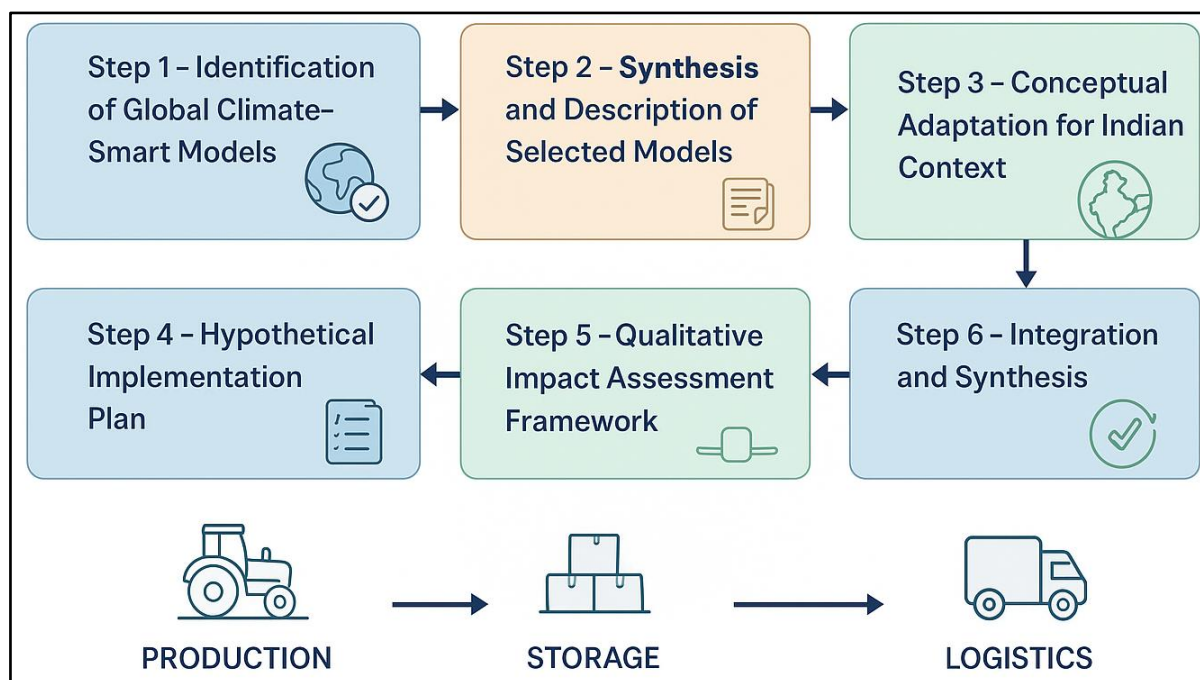 Step 1 – Identification
of Global Climate–
Smart Models
Step 2 – Synthesis
and Description of
Selected Models
Step 3 – Conceptual
Adaptation for Indian
Context
Step 4 – Hypothetical
Implementation
Plan
Step 5 – Qualitative
Impact Assessment
Framework
Step 6 – Integration
and Synthesis
PRODUCTION
STORAGE
LOGISTICS